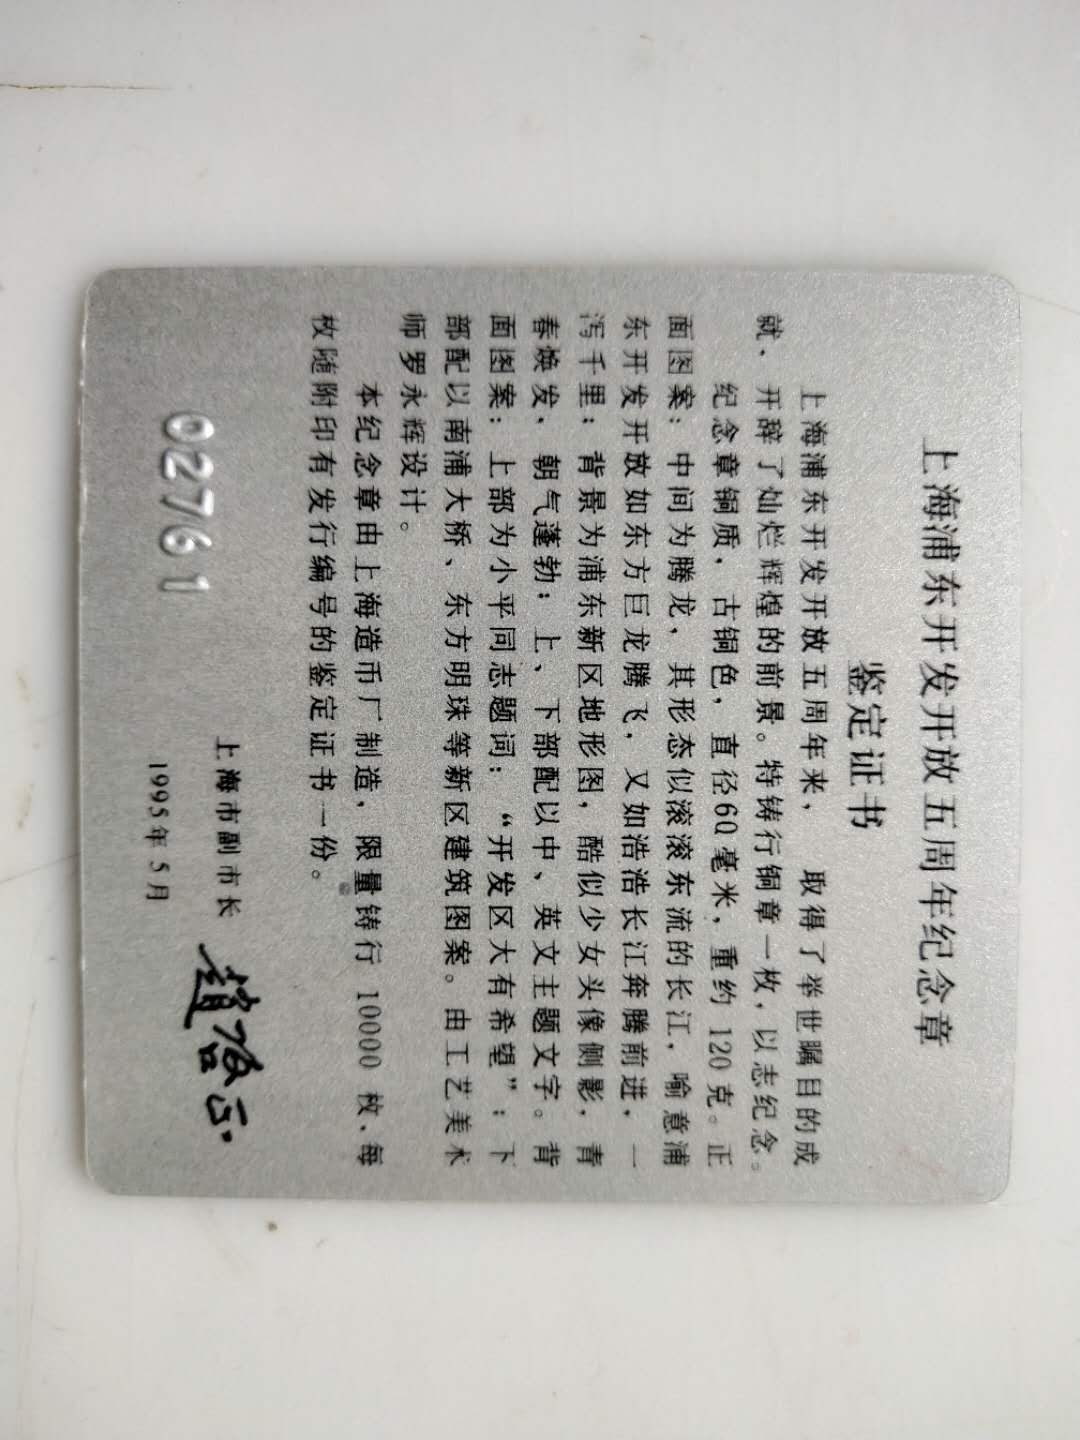 上海浦东开发开放五周年纪念章
鉴定证书
上海浦东开发开放五周年来， 取得了举世瞩目的成
就，开辟了灿烂辉煌的前景。特铸行铜章一枚，以志纪念。
纪念章铜质，古铜色，直径60毫米，重约 120 克。正
面图案：中间为腾龙，其形态似滚滚东流的长江，喻意浦
东开发开放如东方巨龙腾飞，又如浩浩长江奔腾前进，一
泻千里；背景为浦东新区地形图，酷似少女头像侧影，青
春焕发，朝气蓬勃；上、下部配以中、英文主题文字。背
面图案：上部为小平同志题词：“开发区大有希望”；下
部配以南浦大桥、东方明珠等新区建筑图案。由工艺美术
师罗永辉设计。
本纪念章由上海造币厂制造，限量铸行 10000 枚，每
枚随附印有发行编号的鉴定证书一份。
上海市副市长 趙啓正
1995年5月
02761